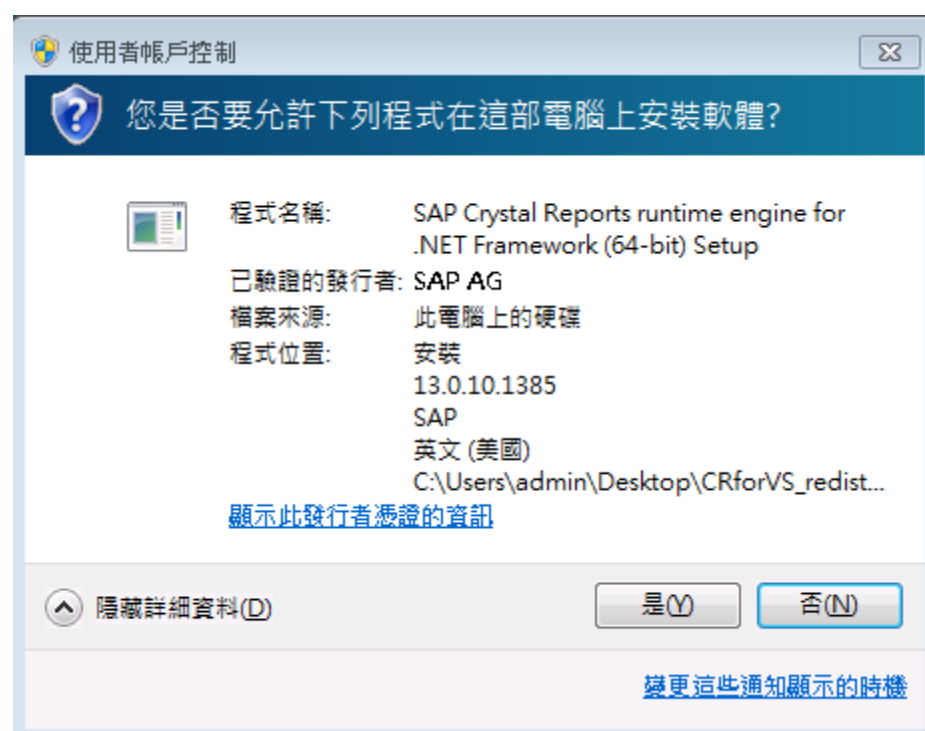 使用者帳戶控制
您是否要允許下列程式在這部電腦上安裝軟體?
程式名稱: SAP Crystal Reports runtime engine for
.NET Framework (64-bit) Setup
已驗證的發行者: SAP AG
檔案來源: 此電腦上的硬碟
程式位置: 安裝
13.0.10.1385
SAP
英文 (美國)
C:\Users\admin\Desktop\CRforVS_redist...
顯示此發行者憑證的資訊
隱藏詳細資料(D)
是(Y) 否(N)
變更這些通知顯示的時機